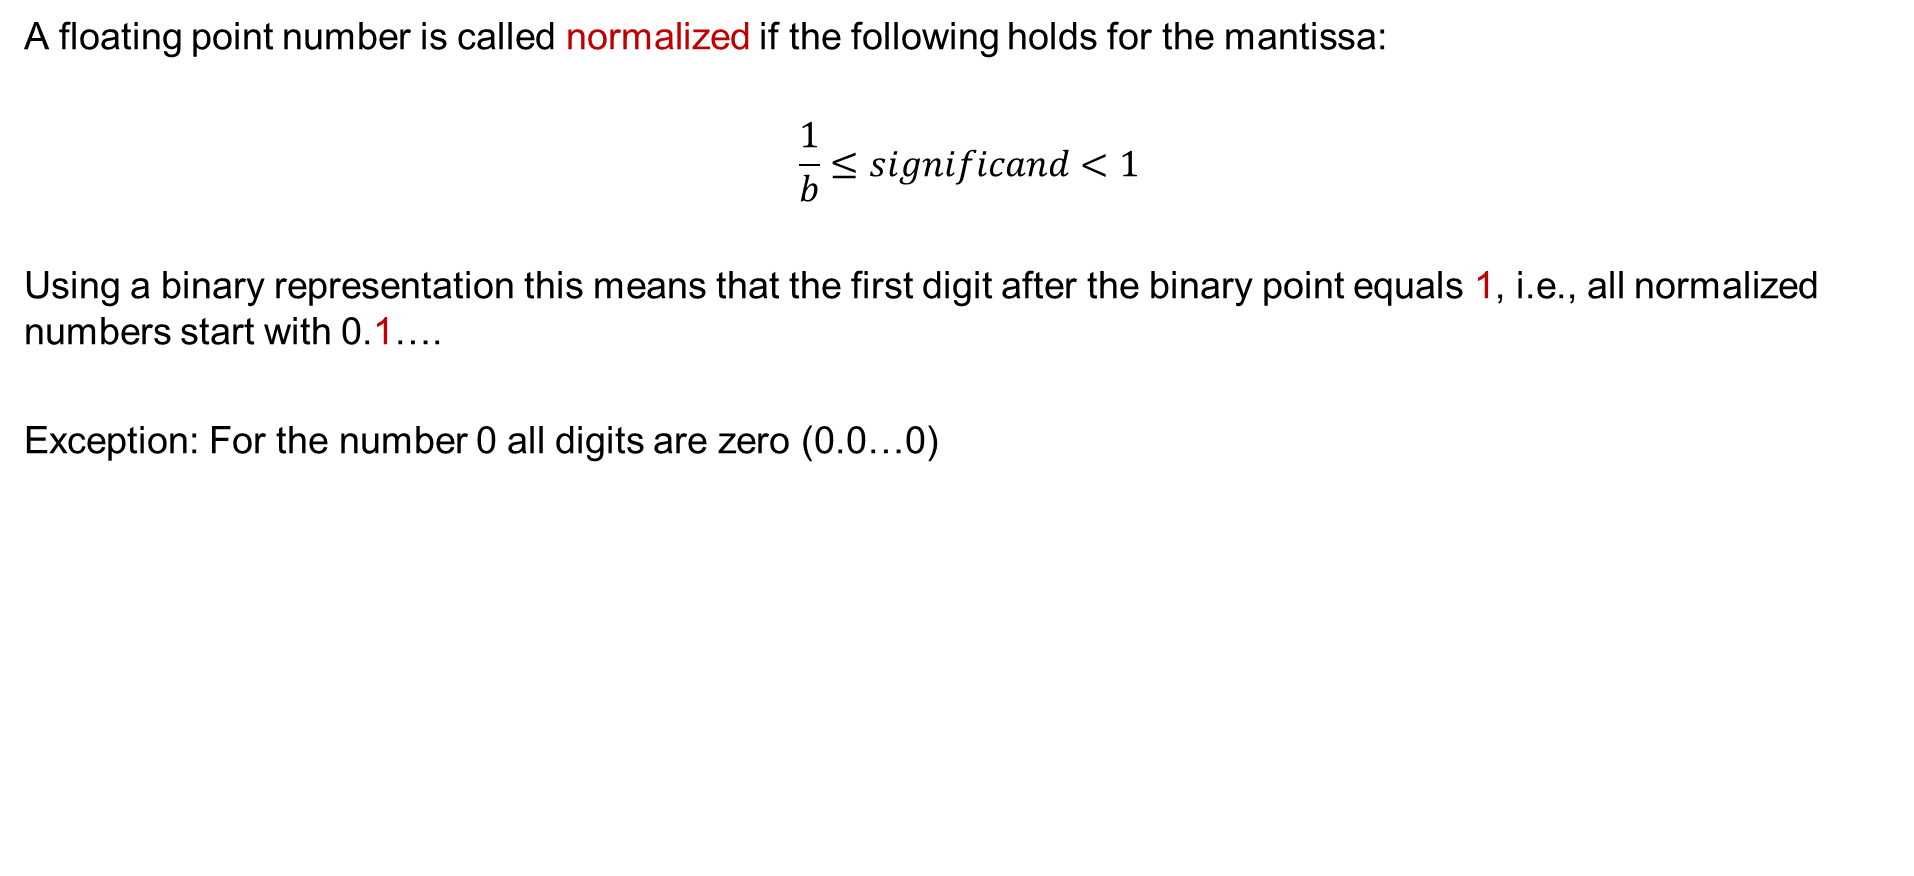 A floating point number is called normalized if the following holds for the mantissa:
1/b ≤ significand < 1
Using a binary representation this means that the first digit after the binary point equals 1, i.e., all normalized
numbers start with 0.1….
Exception: For the number 0 all digits are zero (0.0…0)